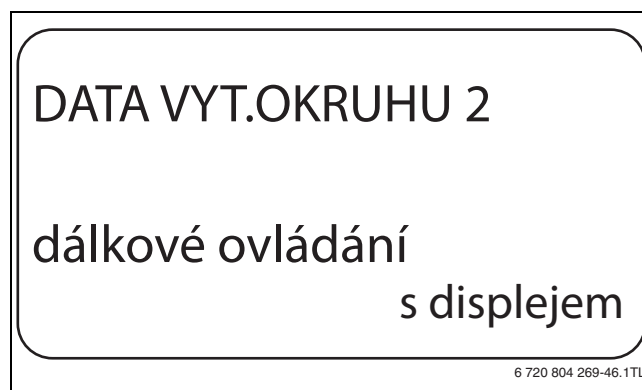 DATA VYT.OKRUHU 2
dálkové ovládání
s displejem
6 720 804 269-46.1TL